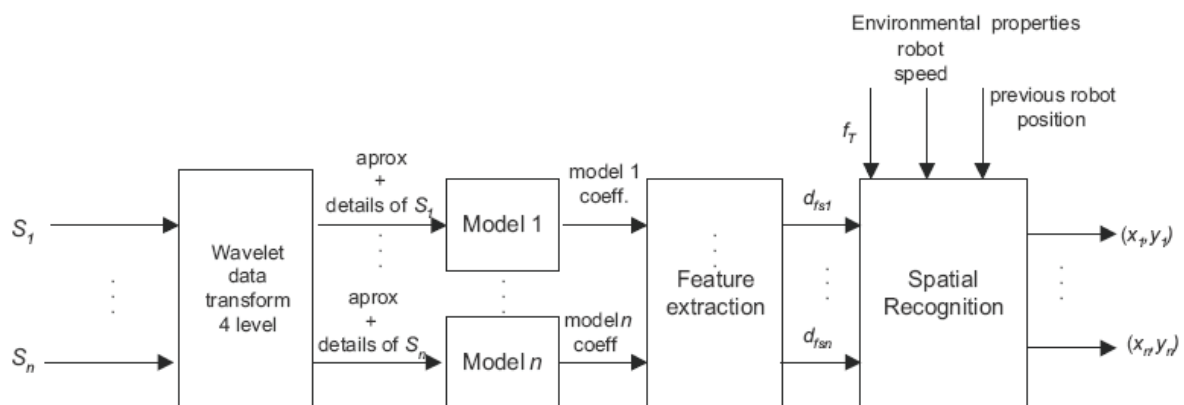 Environmental properties
robot
speed
previous robot
position
f_T
aprox
+
details of S_1
model 1
coeff.
d_fs1
S_1
Model 1
(x_1,y_1)
Wavelet
data
transform
4 level
Feature
extraction
Spatial
Recognition
aprox
+
details of S_n
model n
coeff
d_fsn
S_n
Model n
(x_n,y_n)